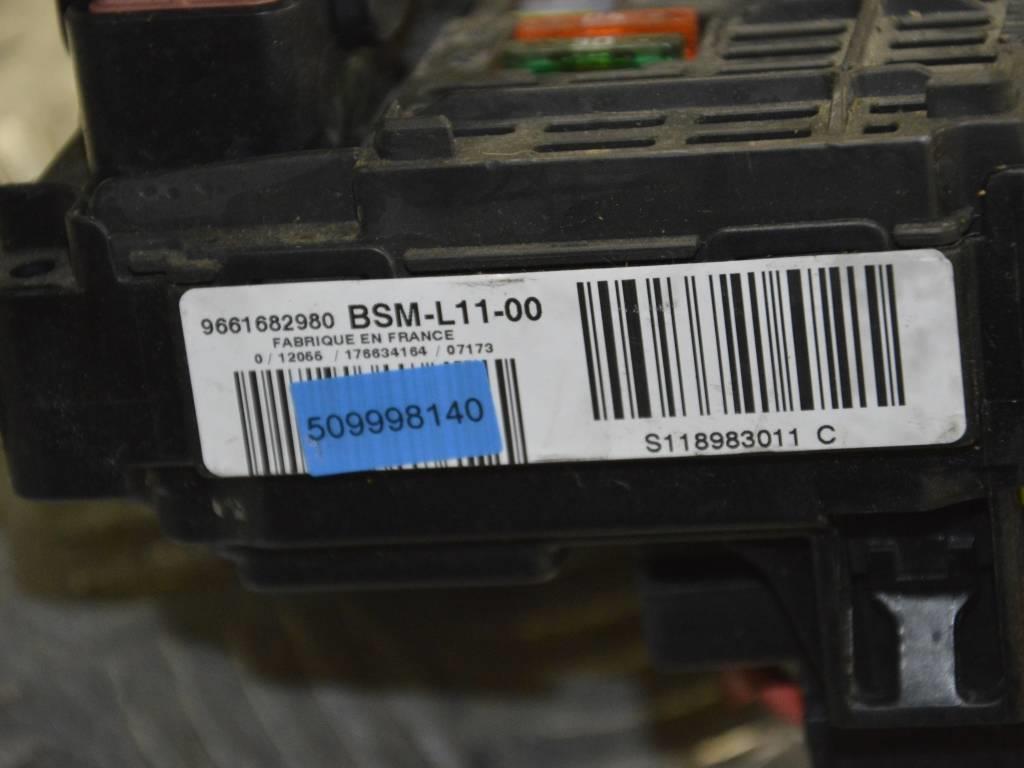 9661682980 BSM-L11-00
FABRIQUE EN FRANCE
0 / 12066 / 176634164 / 07173
509998140
S118983011 C